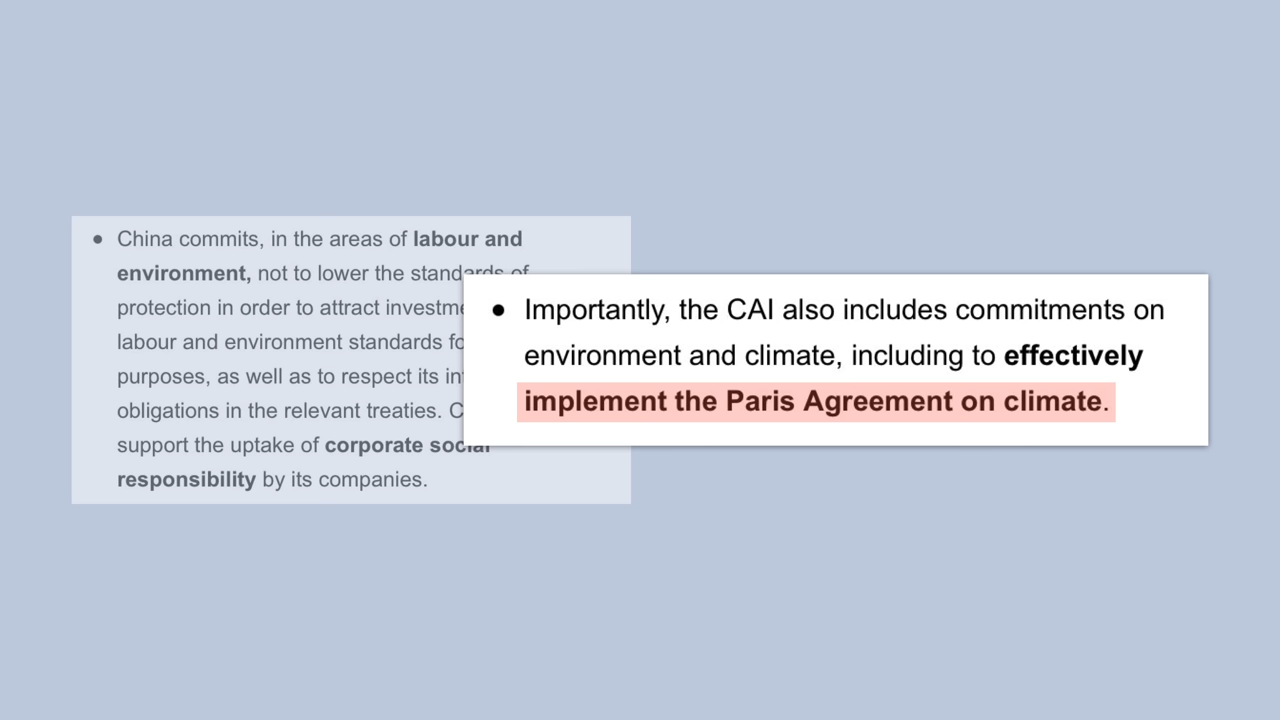 ● China commits, in the areas of labour and
environment, not to lower the standards of
protection in order to attract
labour and environment standards
purposes, as well as to respect its
obligations in the relevant treaties.
support the uptake of corporate social
responsibility by its companies.
● Importantly, the CAI also includes commitments on
environment and climate, including to effectively
implement the Paris Agreement on climate.